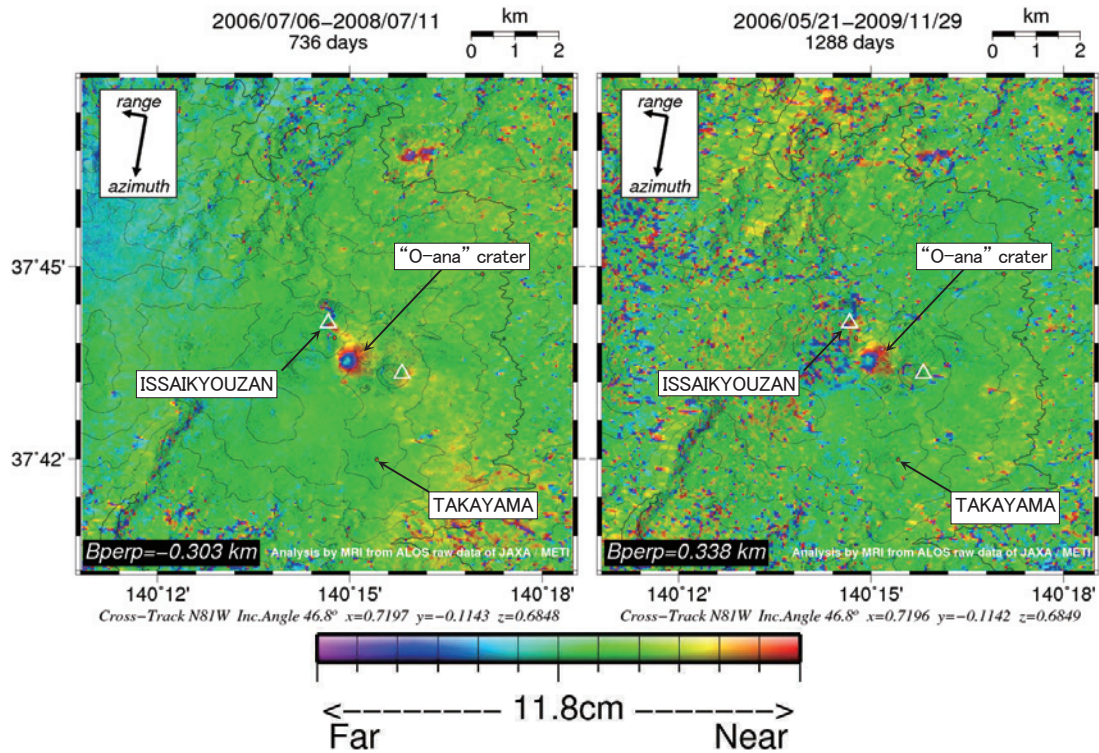 2006/07/06−2008/07/11
736 days
km
0 1 2
range
azimuth
37˚45'
37˚42'
“O−ana” crater
ISSAIKYOUZAN
TAKAYAMA
Bperp=−0.303 km
Analysis by MRI from ALOS raw data of JAXA / METI
140˚12' 140˚15' 140˚18'
Cross−Track N81W Inc.Angle 46.8° x=0.7197 y=−0.1143 z=0.6848
2006/05/21−2009/11/29
1288 days
km
0 1 2
range
azimuth
“O−ana” crater
ISSAIKYOUZAN
TAKAYAMA
Bperp=0.338 km
Analysis by MRI from ALOS raw data of JAXA / METI
140˚12' 140˚15' 140˚18'
Cross−Track N81W Inc.Angle 46.8° x=0.7196 y=−0.1142 z=0.6849
<−−−−−−−− 11.8cm −−−−−−−−>
Far Near